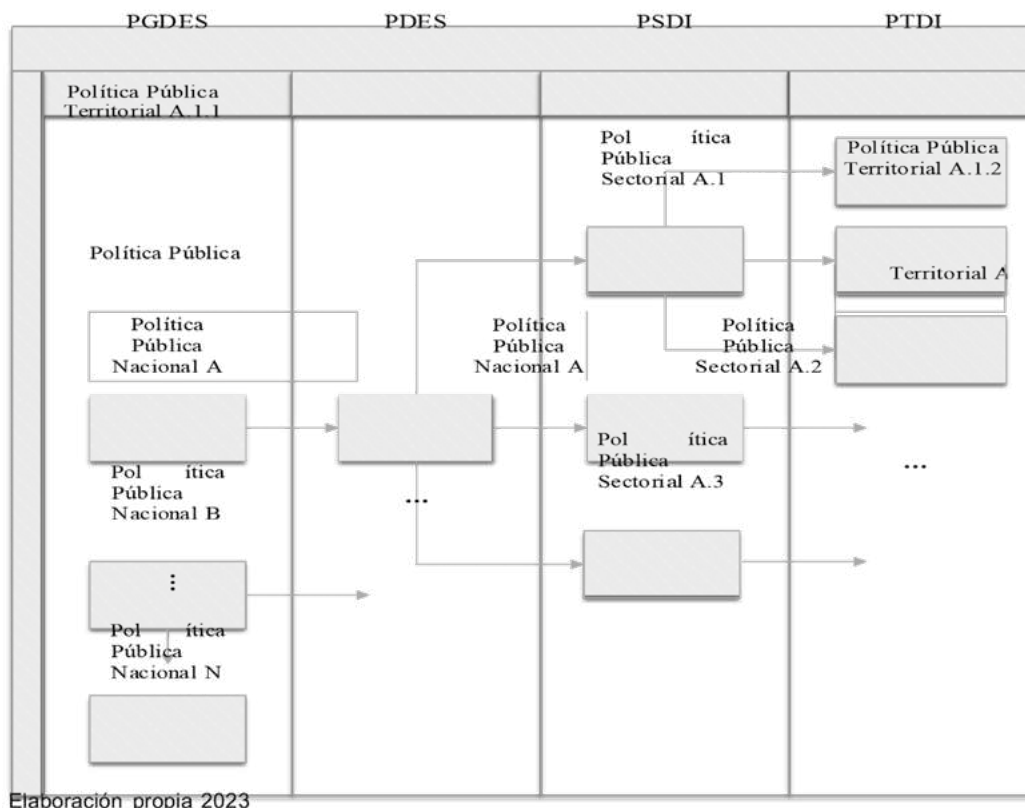 PGDES PDES PSDI PTDI
Política Pública
Territorial A.1.1
Pol ítica
Pública
Sectorial A.1
Política Pública
Territorial A.1.2
Política Pública
Territorial A
Política
Pública
Nacional A
Política
Pública
Nacional A
Política
Pública
Sectorial A.2
Pol ítica
Pública
Sectorial A.3
...
Pol ítica
Pública
Nacional B
...
...
Pol ítica
Pública
Nacional N
Elaboración propia 2023